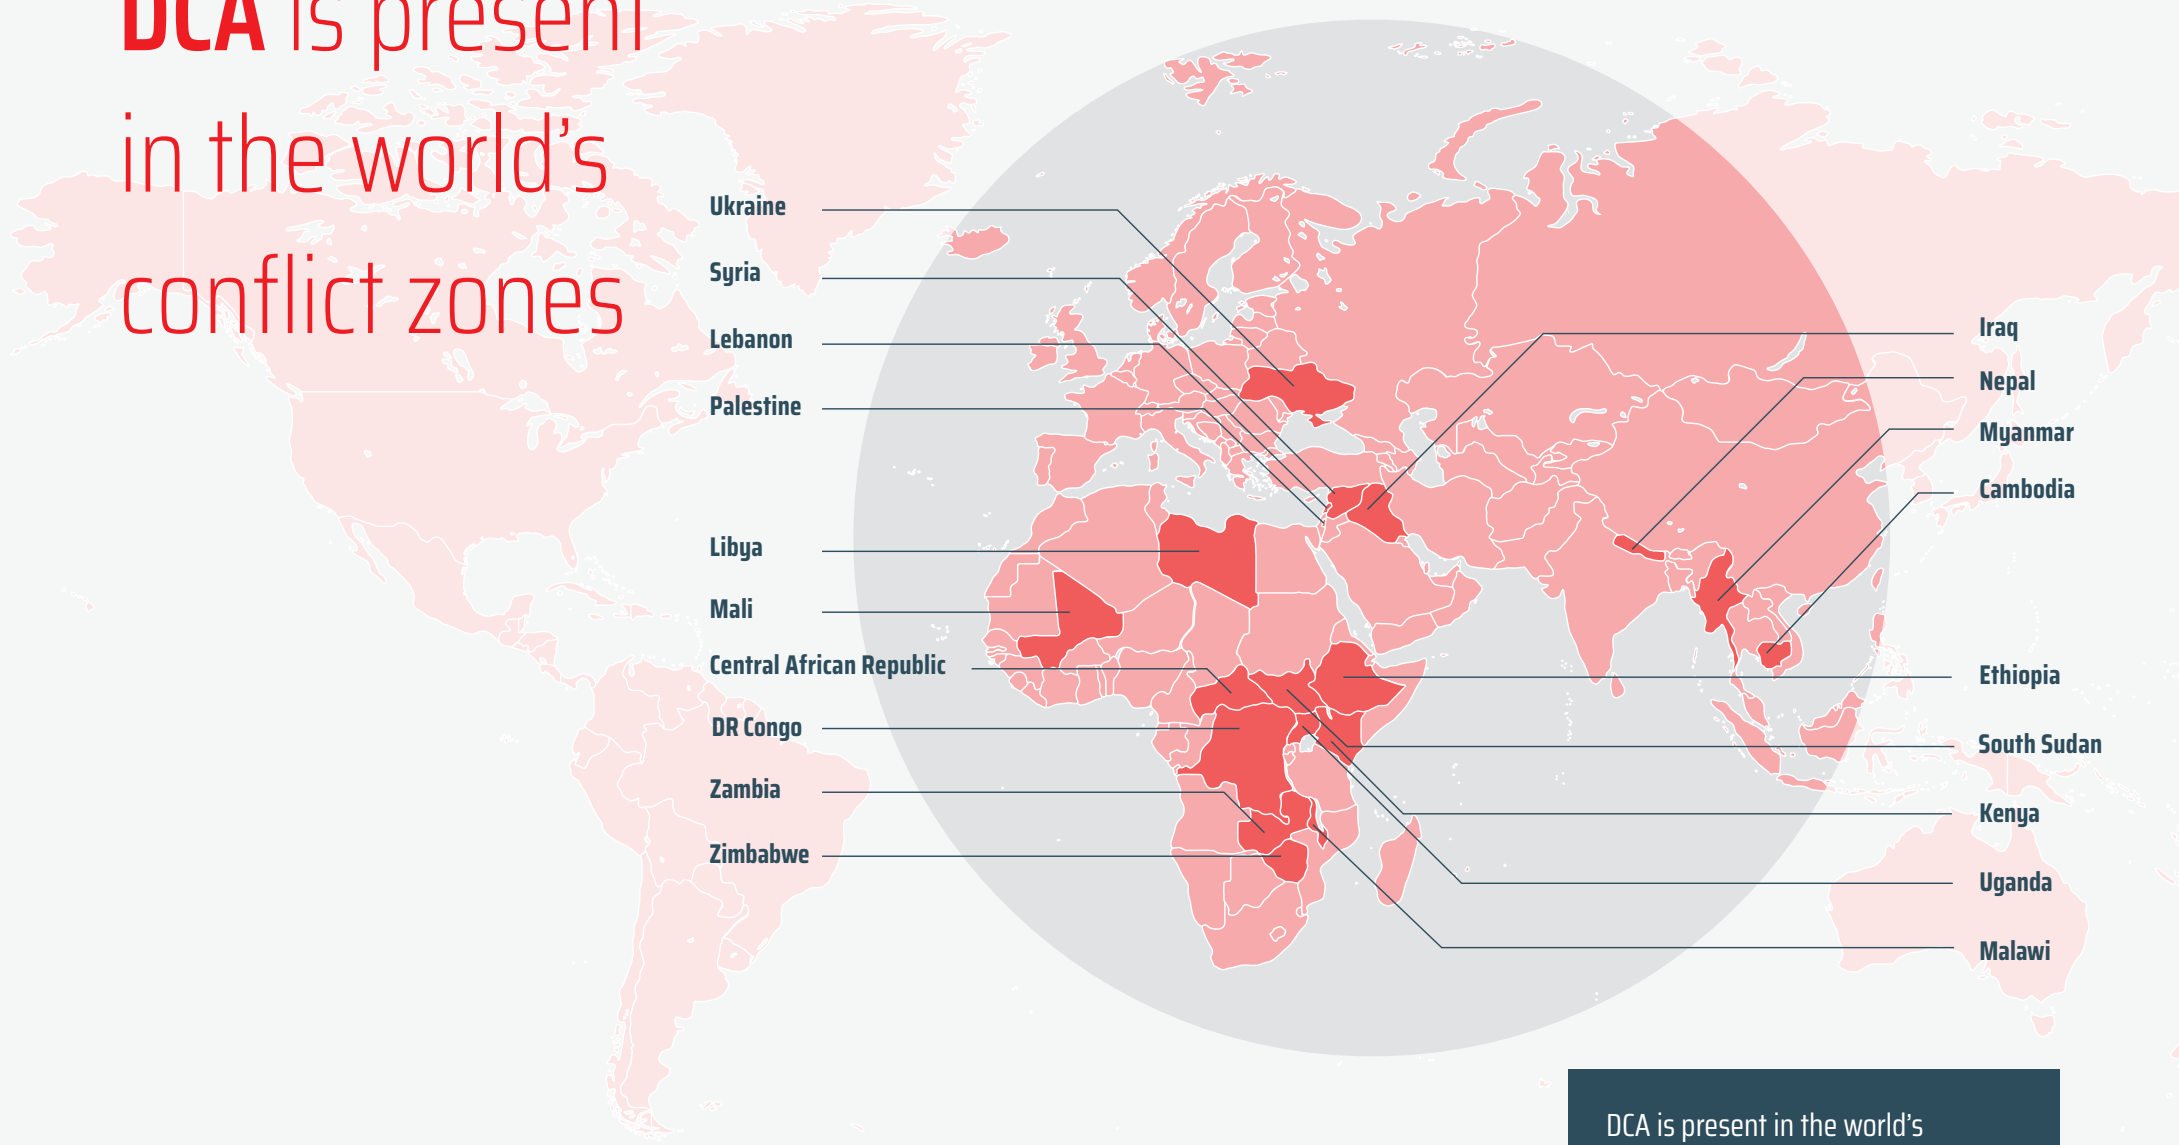 DCA is present
in the world’s
conflict zones
Ukraine
Syria
Lebanon
Palestine
Libya
Mali
Central African Republic
DR Congo
Zambia
Zimbabwe
Iraq
Nepal
Myanmar
Cambodia
Ethiopia
South Sudan
Kenya
Uganda
Malawi
DCA is present in the world’s